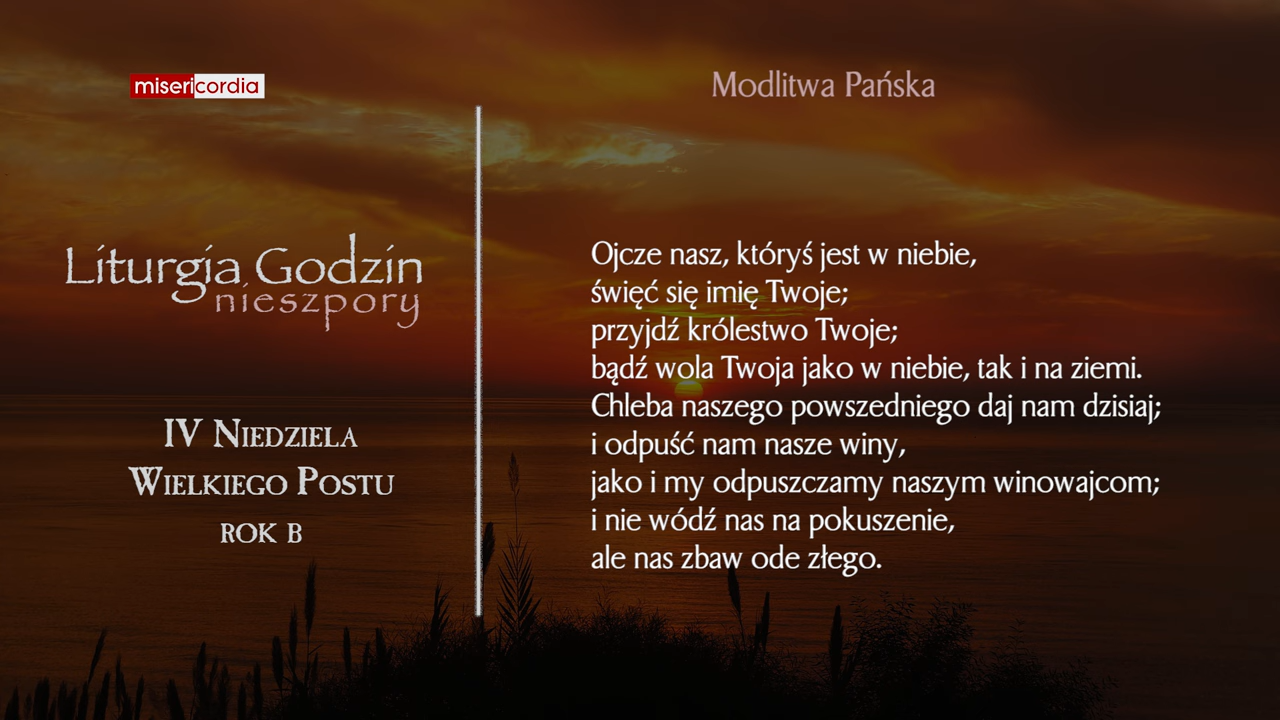 misericordia
Liturgia Godzin
nieszpory
IV Niedziela
Wielkiego Postu
rok B
Modlitwa Pańska
Ojcze nasz, któryś jest w niebie,
święć się imię Twoje;
przyjdź królestwo Twoje;
bądź wola Twoja jako w niebie, tak i na ziemi.
Chleba naszego powszedniego daj nam dzisiaj;
i odpuść nam nasze winy,
jako i my odpuszczamy naszym winowajcom;
i nie wódź nas na pokuszenie,
ale nas zbaw ode złego.